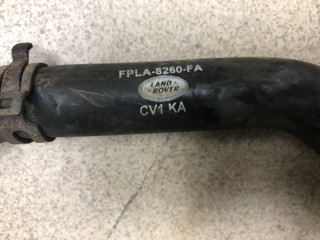 FPLA-8260-FA
LAND-
-ROVER
CV1 KA